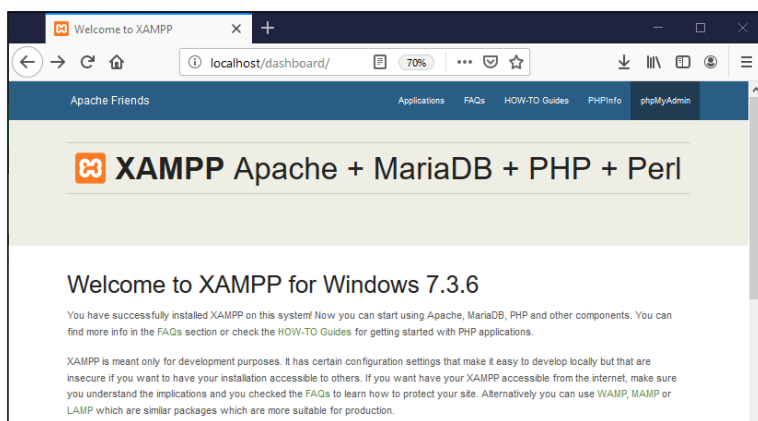 Welcome to XAMPP
localhost/dashboard/ 70%
Apache Friends Applications FAQs HOW-TO Guides PHPInfo phpMyAdmin
XAMPP Apache + MariaDB + PHP + Perl
Welcome to XAMPP for Windows 7.3.6
You have successfully installed XAMPP on this system! Now you can start using Apache, MariaDB, PHP and other components. You can
find more info in the FAQs section or check the HOW-TO Guides for getting started with PHP applications.
XAMPP is meant only for development purposes. It has certain configuration settings that make it easy to develop locally but that are
insecure if you want to have your installation accessible to others. If you want have your XAMPP accessible from the internet, make sure
you understand the implications and you checked the FAQs to learn how to protect your site. Alternatively you can use WAMP, MAMP or
LAMP which are similar packages which are more suitable for production.